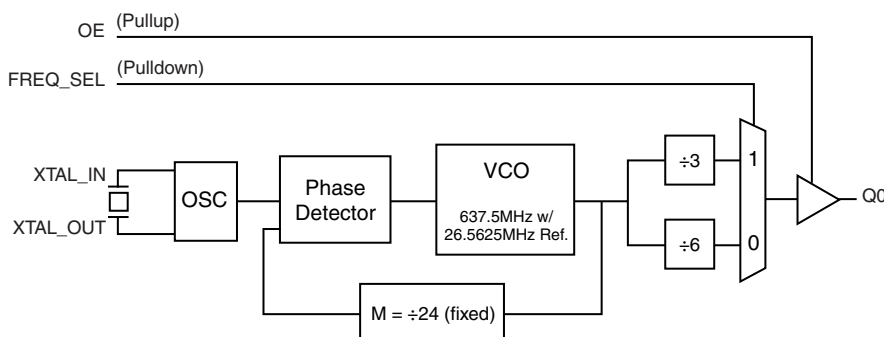 OE (Pullup)
FREQ_SEL (Pulldown)
XTAL_IN
XTAL_OUT
OSC
Phase
Detector
VCO
637.5MHz w/
26.5625MHz Ref.
÷3
÷6
1
0
Q0
M = ÷24 (fixed)